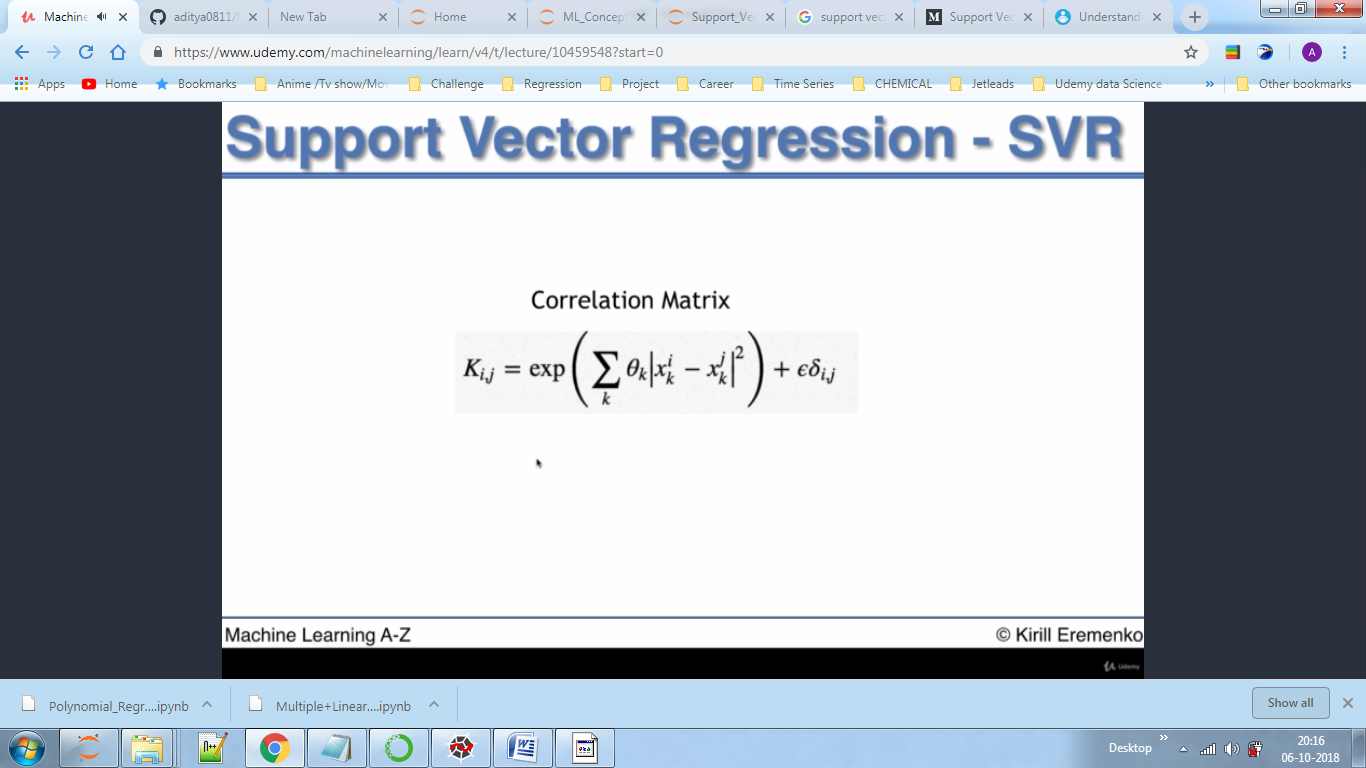 Machine
aditya0811/
New Tab
Home
ML_Concep
Support_Ve
support vect
Support Vec
Understand
https://www.udemy.com/machinelearning/learn/v4/t/lecture/10459548?start=0
A
Apps
Home
Bookmarks
Anime /Tv show/Mov
Challenge
Regression
Project
Career
Time Series
CHEMICAL
Jetleads
Udemy data Science
»
Other bookmarks
Support Vector Regression - SVR
Correlation Matrix
K_{i,j} = exp(∑_k θ_k|x_k^i − x_k^j|^2) + ϵδ_{i,j}
Machine Learning A-Z
© Kirill Eremenko
Udemy
Polynomial_Regr....ipynb
Multiple+Linear....ipynb
Show all
Desktop
»
20:16
06-10-2018